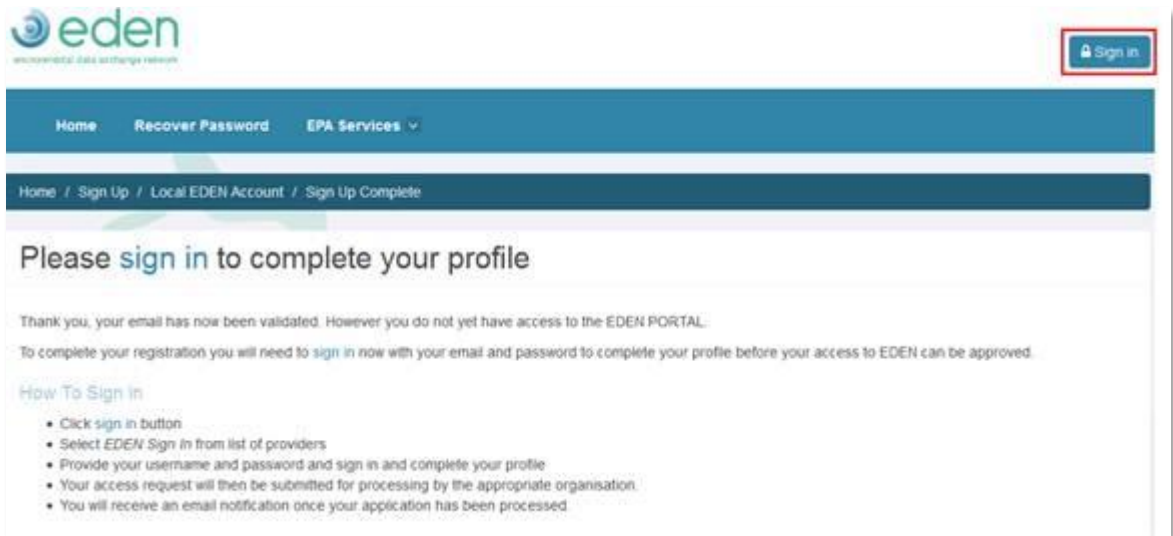 eden
environmental data exchange network
Sign in
Home Recover Password EPA Services
Home / Sign Up / Local EDEN Account / Sign Up Complete
Please sign in to complete your profile
Thank you, your email has now been validated. However you do not yet have access to the EDEN PORTAL.
To complete your registration you will need to sign in now with your email and password to complete your profile before your access to EDEN can be approved.
How To Sign In
• Click sign in button
• Select EDEN Sign In from list of providers
• Provide your username and password and sign in and complete your profile
• Your access request will then be submitted for processing by the appropriate organisation.
• You will receive an email notification once your application has been processed.